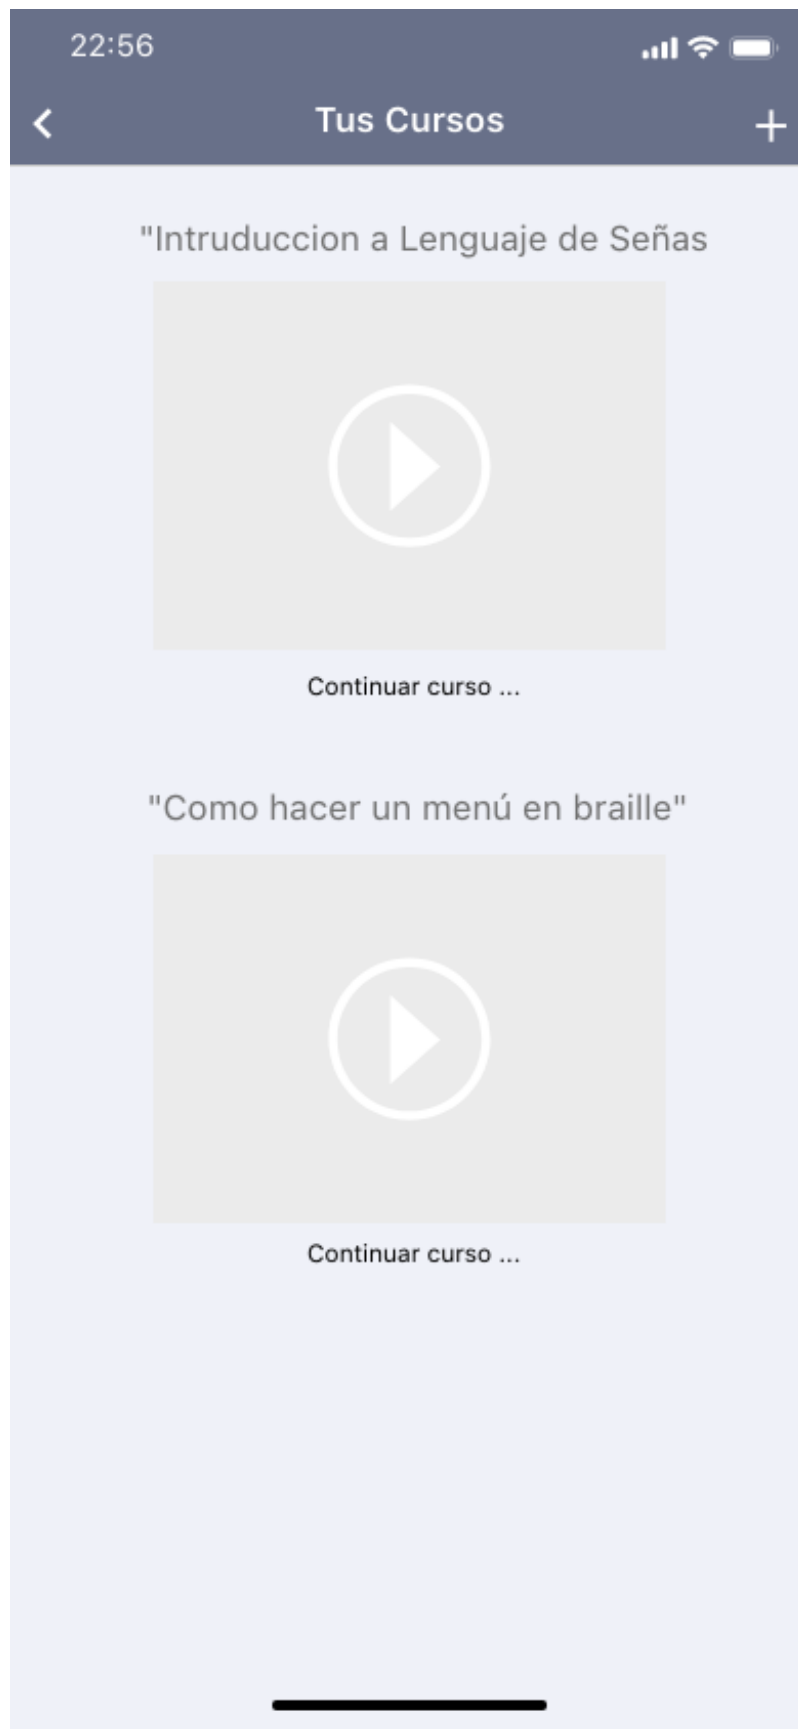 22:56
Tus Cursos
"Intruduccion a Lenguaje de Señas
Continuar curso ...
"Como hacer un menú en braille"
Continuar curso ...